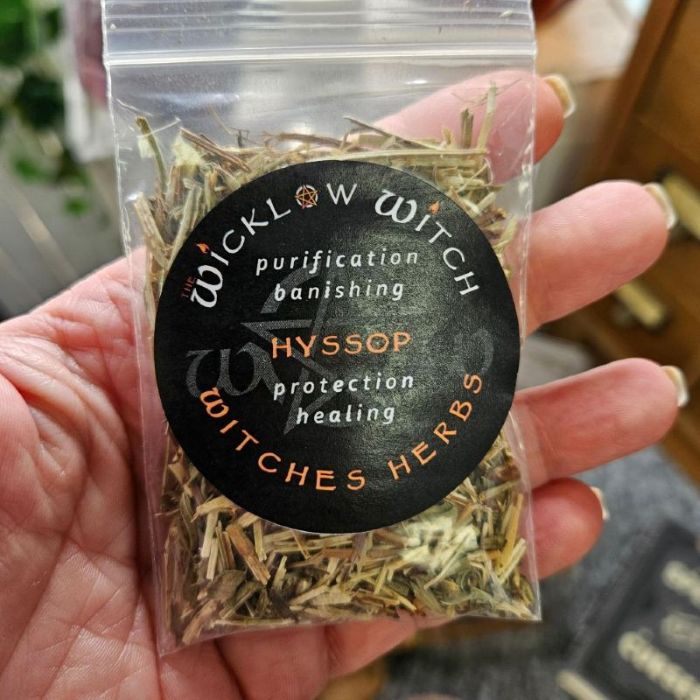 THE WICKLOW WITCH
purification
banishing
HYSSOP
protection
healing
WITCHES HERBS